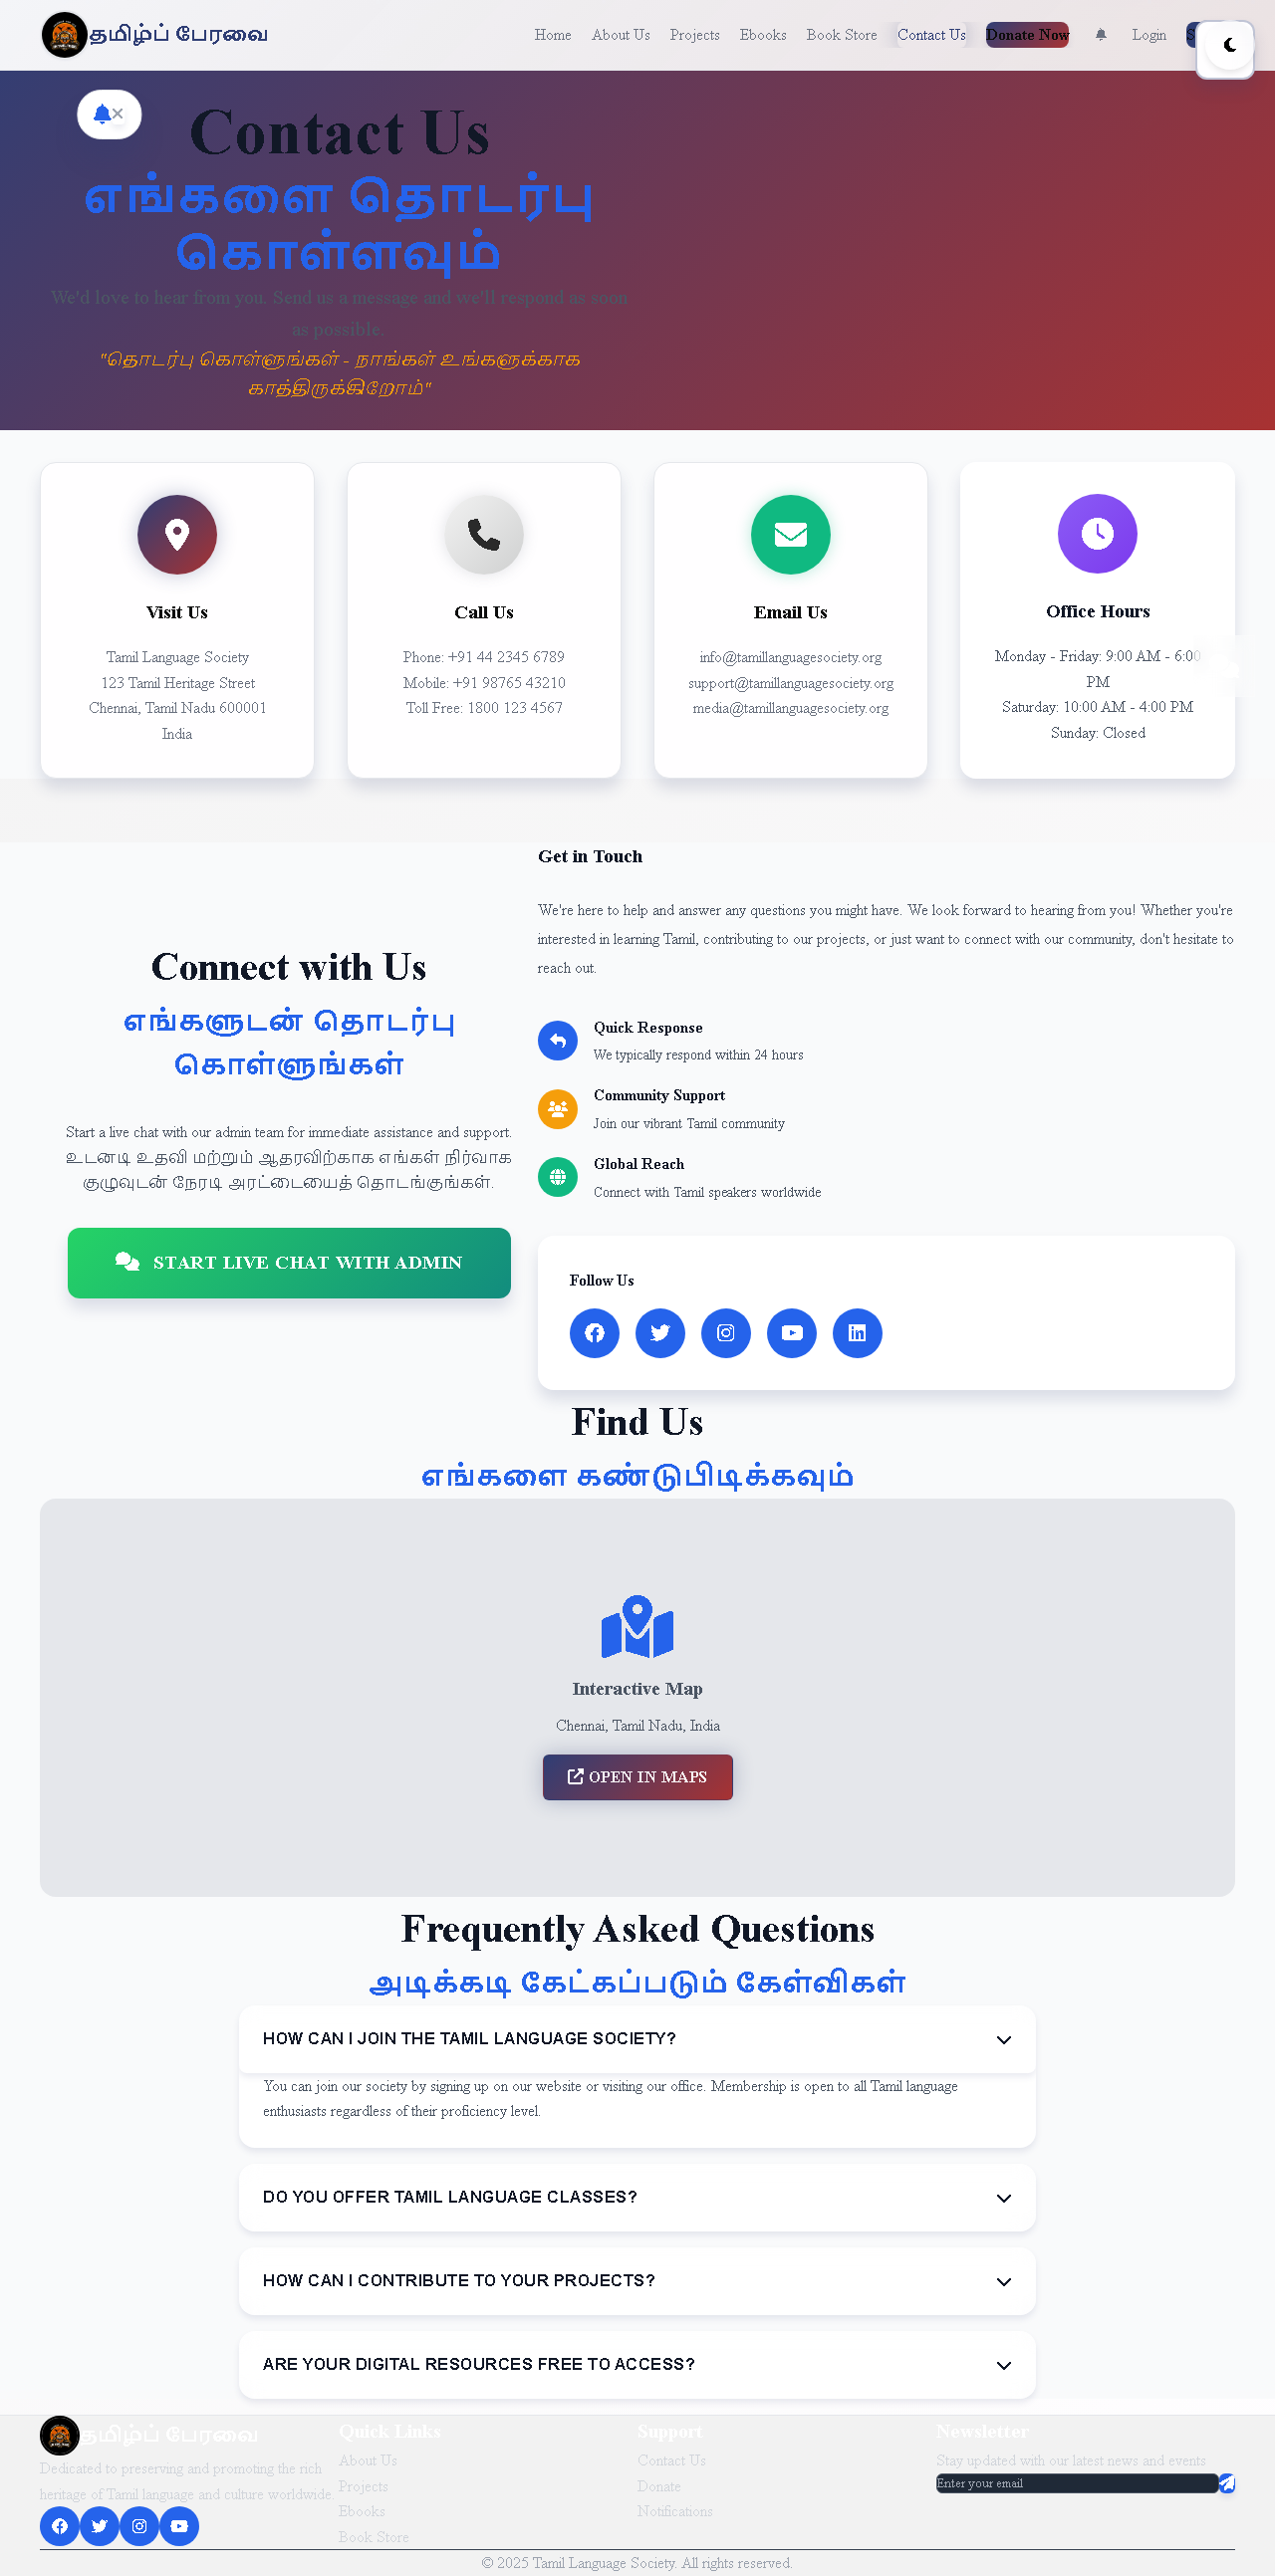 தமிழ்ப் பேரவை
Home About Us Projects Ebooks Book Store Contact Us Donate Now Login
Contact Us
எங்களை தொடர்பு
கொள்ளவும்
We'd love to hear from you. Send us a message and we'll respond as soon
as possible.
"தொடர்பு கொள்ளுங்கள் - நாங்கள் உங்களுக்காக
காத்திருக்கிறோம்"
Visit Us
Tamil Language Society
123 Tamil Heritage Street
Chennai, Tamil Nadu 600001
India
Call Us
Phone: +91 44 2345 6789
Mobile: +91 98765 43210
Toll Free: 1800 123 4567
Email Us
info@tamillanguagesociety.org
support@tamillanguagesociety.org
media@tamillanguagesociety.org
Office Hours
Monday - Friday: 9:00 AM - 6:00
PM
Saturday: 10:00 AM - 4:00 PM
Sunday: Closed
Connect with Us
எங்களுடன் தொடர்பு
கொள்ளுங்கள்
Start a live chat with our admin team for immediate assistance and support.
உடனடி உதவி மற்றும் ஆதரவிற்காக எங்கள் நிர்வாக
குழுவுடன் நேரடி அரட்டையைத் தொடங்குங்கள்.
START LIVE CHAT WITH ADMIN
Get in Touch
We're here to help and answer any questions you might have. We look forward to hearing from you! Whether you're
interested in learning Tamil, contributing to our projects, or just want to connect with our community, don't hesitate to
reach out.
Quick Response
We typically respond within 24 hours
Community Support
Join our vibrant Tamil community
Global Reach
Connect with Tamil speakers worldwide
Follow Us
Find Us
எங்களை கண்டுபிடிக்கவும்
Interactive Map
Chennai, Tamil Nadu, India
OPEN IN MAPS
Frequently Asked Questions
அடிக்கடி கேட்கப்படும் கேள்விகள்
HOW CAN I JOIN THE TAMIL LANGUAGE SOCIETY?
You can join our society by signing up on our website or visiting our office. Membership is open to all Tamil language
enthusiasts regardless of their proficiency level.
DO YOU OFFER TAMIL LANGUAGE CLASSES?
HOW CAN I CONTRIBUTE TO YOUR PROJECTS?
ARE YOUR DIGITAL RESOURCES FREE TO ACCESS?
தமிழ்ப் பேரவை
Dedicated to preserving and promoting the rich
heritage of Tamil language and culture worldwide.
Quick Links
About Us
Projects
Ebooks
Book Store
Support
Contact Us
Donate
Notifications
Newsletter
Stay updated with our latest news and events
Enter your email
© 2025 Tamil Language Society. All rights reserved.